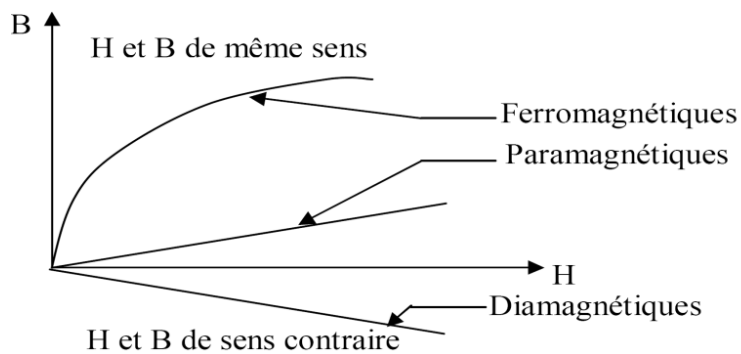 B
H et B de même sens
Ferromagnétiques
Paramagnétiques
H
Diamagnétiques
H et B de sens contraire